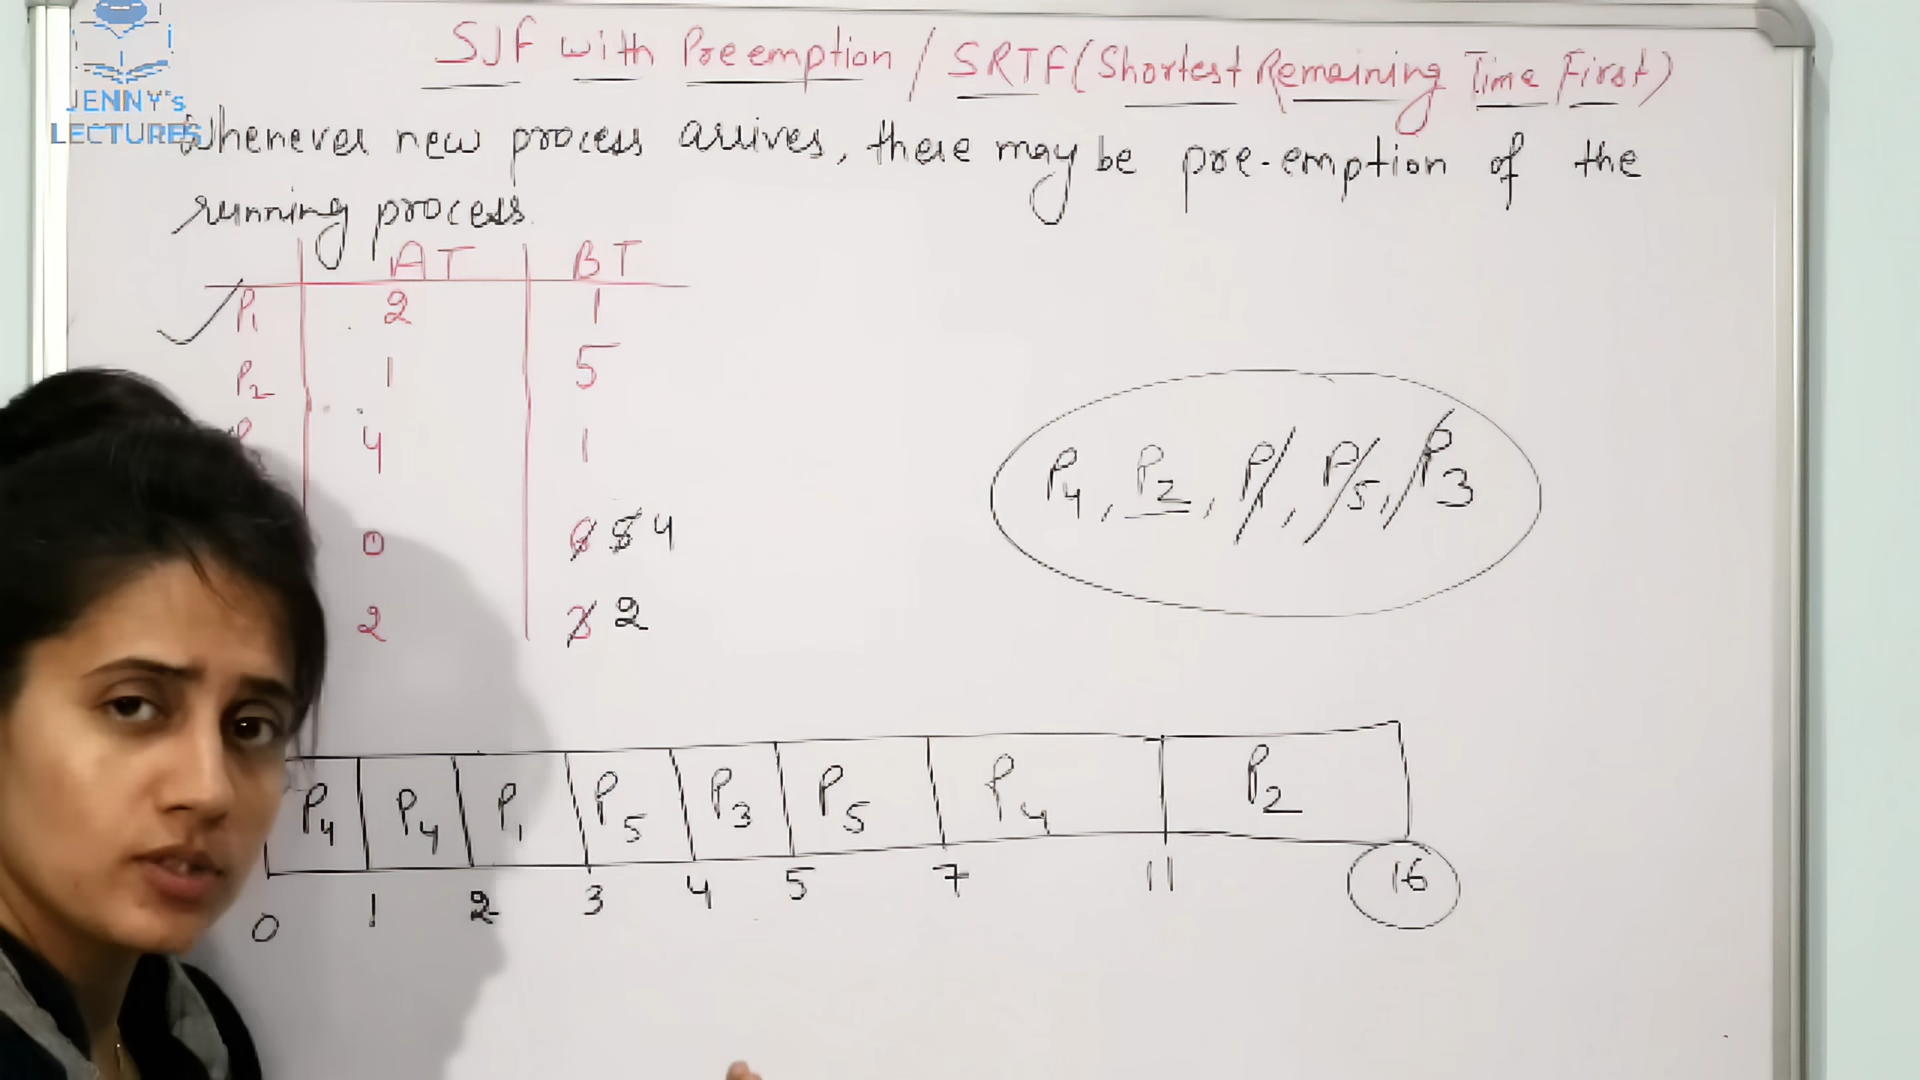 SJF with Preemption / SRTF (Shortest Remaining Time First)
JENNY's
LECTURES
Whenever new process arrives, there may be pre-emption of the
running process.
AT BT
P1 2 1
P2 1 5
4 1
0 6 5 4
2 3 2
P4, P2, P1, P5, P3
P4 P4 P1 P5 P3 P5 P4 P2
0 1 2 3 4 5 7 11 16